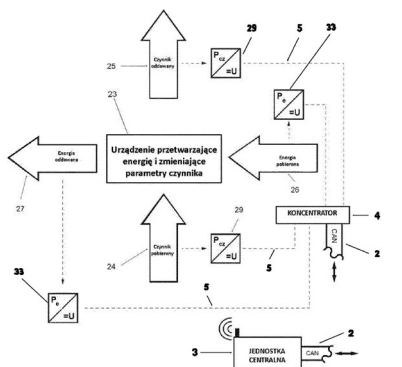 25
Czynnik
oddawany
P cz
=U
29
5
33
23
P e
=U
Energia
oddawana
Urządzenie przetwarzające
energię i zmieniające
parametry czynnika
Energia
pobierana
27
26
29
KONCENTRATOR
4
24
Czynnik
pobierany
P cz
=U
5
CAN
2
33
P e
=U
5
3
JEDNOSTKA
CENTRALNA
CAN
2